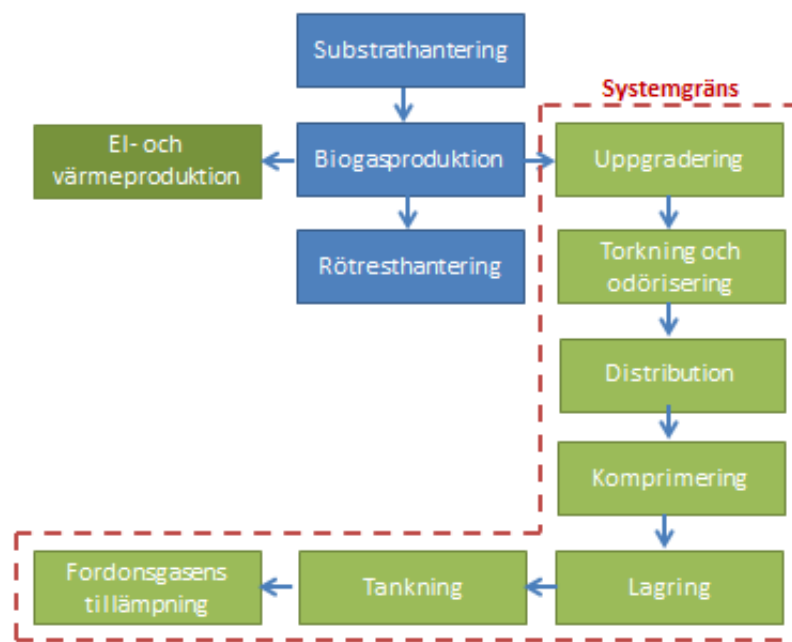 Substrathantering
Systemgräns
El- och
värmeproduktion
Biogasproduktion
Uppgradering
Rötresthantering
Torkning och
odörisering
Distribution
Komprimering
Fordonsgasens
tillämpning
Tankning
Lagring